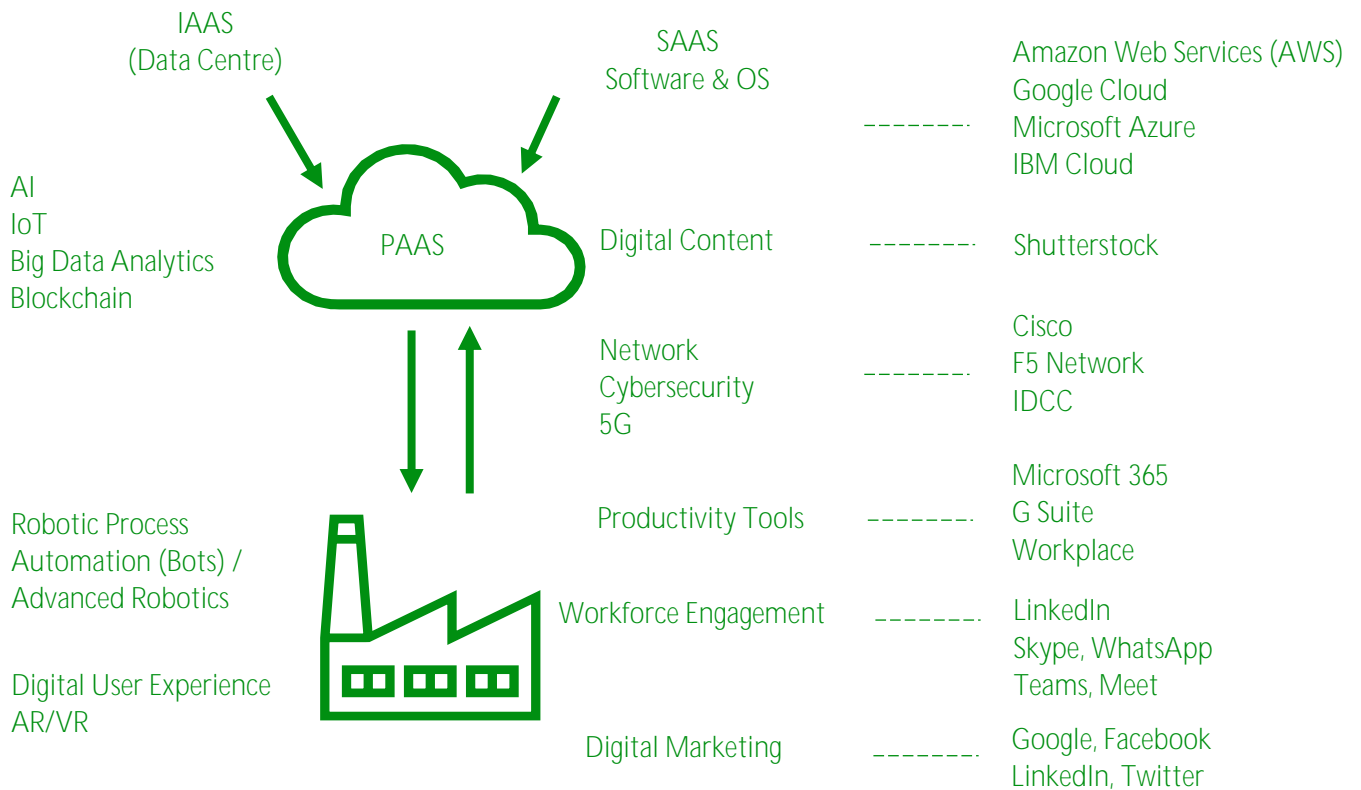 IAAS
(Data Centre)
SAAS
Software & OS
Amazon Web Services (AWS)
Google Cloud
Microsoft Azure
IBM Cloud
AI
IoT
Big Data Analytics
Blockchain
PAAS
Digital Content
Shutterstock
Network
Cybersecurity
5G
Cisco
F5 Network
IDCC
Robotic Process
Automation (Bots) /
Advanced Robotics
Productivity Tools
Microsoft 365
G Suite
Workplace
Workforce Engagement
LinkedIn
Skype, WhatsApp
Teams, Meet
Digital User Experience
AR/VR
Digital Marketing
Google, Facebook
LinkedIn, Twitter